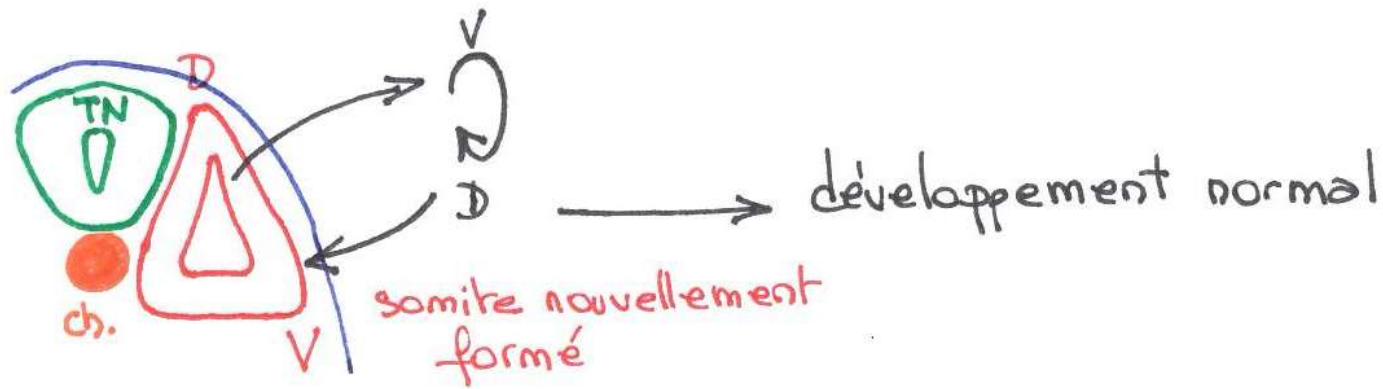 D
TN
V
D
développement normal
ch.
somite nouvellement
formé
V